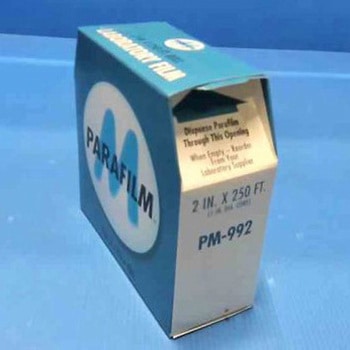 LABORATORY FILM
PARAFILM
Dispense Parafilm
Through This Opening
When Empty - Reorder
From Your
Laboratory Supplier
2 IN. X 250 FT.
PM-992